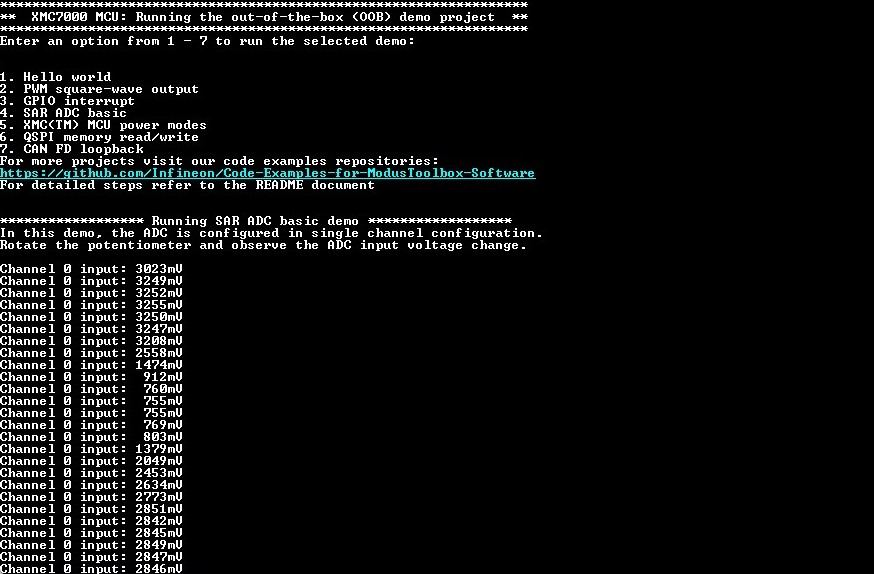 ******************************************************************
**  XMC7000 MCU: Running the out-of-the-box (OOB) demo project  **
******************************************************************
Enter an option from 1 - 7 to run the selected demo:
1. Hello world
2. PWM square-wave output
3. GPIO interrupt
4. SAR ADC basic
5. XMC(TM) MCU power modes
6. QSPI memory read/write
7. CAN FD loopback
For more projects visit our code examples repositories:
https://github.com/Infineon/Code-Examples-for-ModusToolbox-Software
For detailed steps refer to the README document
****************** Running SAR ADC basic demo ******************
In this demo, the ADC is configured in single channel configuration.
Rotate the potentiometer and observe the ADC input voltage change.
Channel 0 input: 3023mV
Channel 0 input: 3249mV
Channel 0 input: 3252mV
Channel 0 input: 3255mV
Channel 0 input: 3250mV
Channel 0 input: 3247mV
Channel 0 input: 3208mV
Channel 0 input: 2558mV
Channel 0 input: 1474mV
Channel 0 input:  912mV
Channel 0 input:  760mV
Channel 0 input:  755mV
Channel 0 input:  755mV
Channel 0 input:  769mV
Channel 0 input:  803mV
Channel 0 input: 1379mV
Channel 0 input: 2049mV
Channel 0 input: 2453mV
Channel 0 input: 2634mV
Channel 0 input: 2773mV
Channel 0 input: 2851mV
Channel 0 input: 2842mV
Channel 0 input: 2845mV
Channel 0 input: 2849mV
Channel 0 input: 2847mV
Channel 0 input: 2846mV